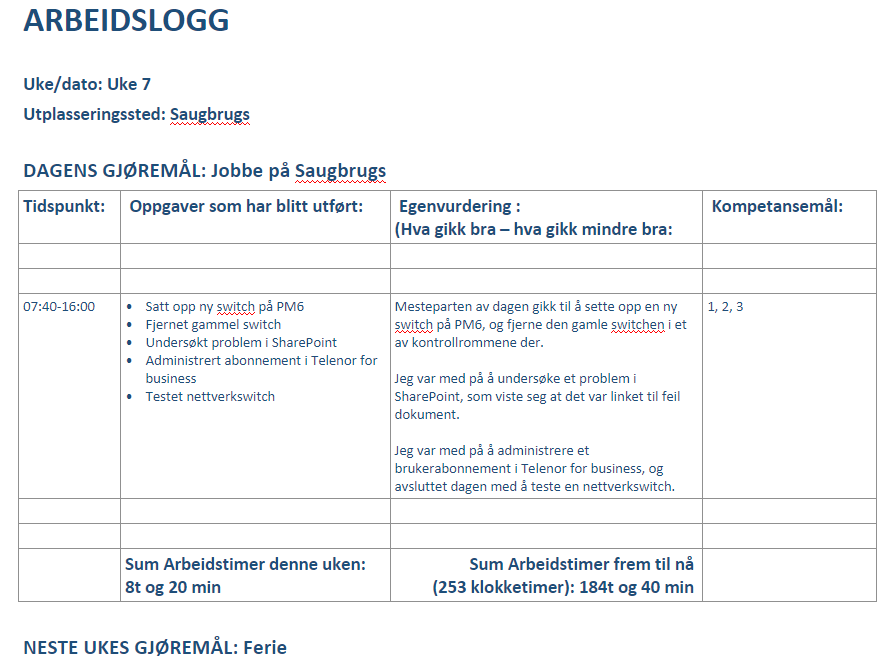 ARBEIDSLOGG
Uke/dato: Uke 7
Utplasseringssted: Saugbrugs
DAGENS GJØREMÅL: Jobbe på Saugbrugs
Tidspunkt:
Oppgaver som har blitt utført:
Egenvurdering :
(Hva gikk bra – hva gikk mindre bra:
Kompetansemål:
07:40-16:00
• Satt opp ny switch på PM6
• Fjernet gammel switch
• Undersøkt problem i SharePoint
• Administrert abonnement i Telenor for
business
• Testet nettverkswitch
Mesteparten av dagen gikk til å sette opp en ny
switch på PM6, og fjerne den gamle switchen i et
av kontrollrommene der.
Jeg var med på å undersøke et problem i
SharePoint, som viste seg at det var linket til feil
dokument.
Jeg var med på å administrere et
brukerabonnement i Telenor for business, og
avsluttet dagen med å teste en nettverkswitch.
1, 2, 3
Sum Arbeidstimer denne uken:
8t og 20 min
Sum Arbeidstimer frem til nå
(253 klokketimer): 184t og 40 min
NESTE UKES GJØREMÅL: Ferie